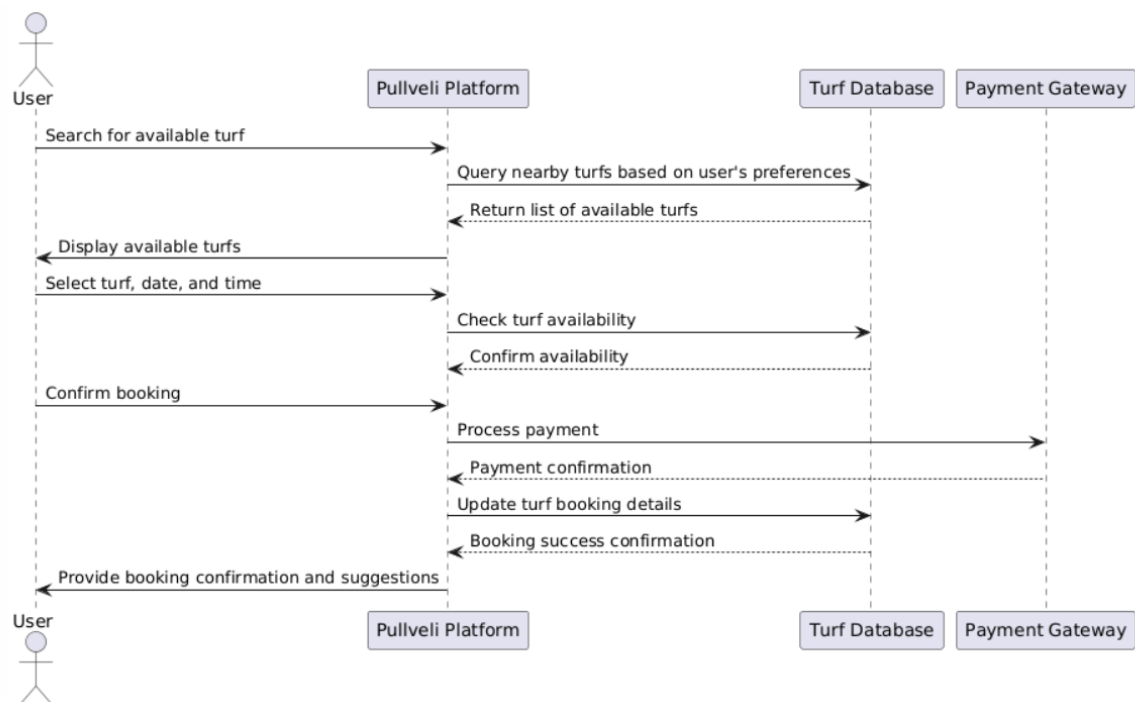 User
Pullveli Platform
Turf Database
Payment Gateway
Search for available turf
Query nearby turfs based on user's preferences
Return list of available turfs
Display available turfs
Select turf, date, and time
Check turf availability
Confirm availability
Confirm booking
Process payment
Payment confirmation
Update turf booking details
Booking success confirmation
Provide booking confirmation and suggestions
User
Pullveli Platform
Turf Database
Payment Gateway